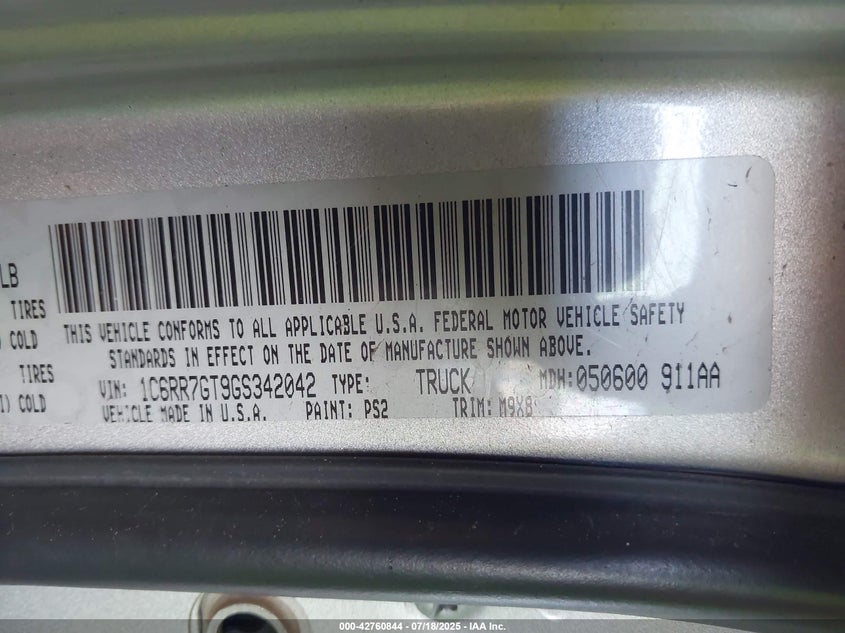 LB
TIRES
COLD
THIS VEHICLE CONFORMS TO ALL APPLICABLE U.S.A. FEDERAL MOTOR VEHICLE SAFETY
STANDARDS IN EFFECT ON THE DATE OF MANUFACTURE SHOWN ABOVE.
TIRES
VIN: 1C6RR7GT9GS342042 TYPE: TRUCK MDH:050600 911AA
) COLD
VEHICLE MADE IN U.S.A. PAINT: PS2 TRIM: M9X8
000-42760844 / 07/18/2025 - IAA Inc.